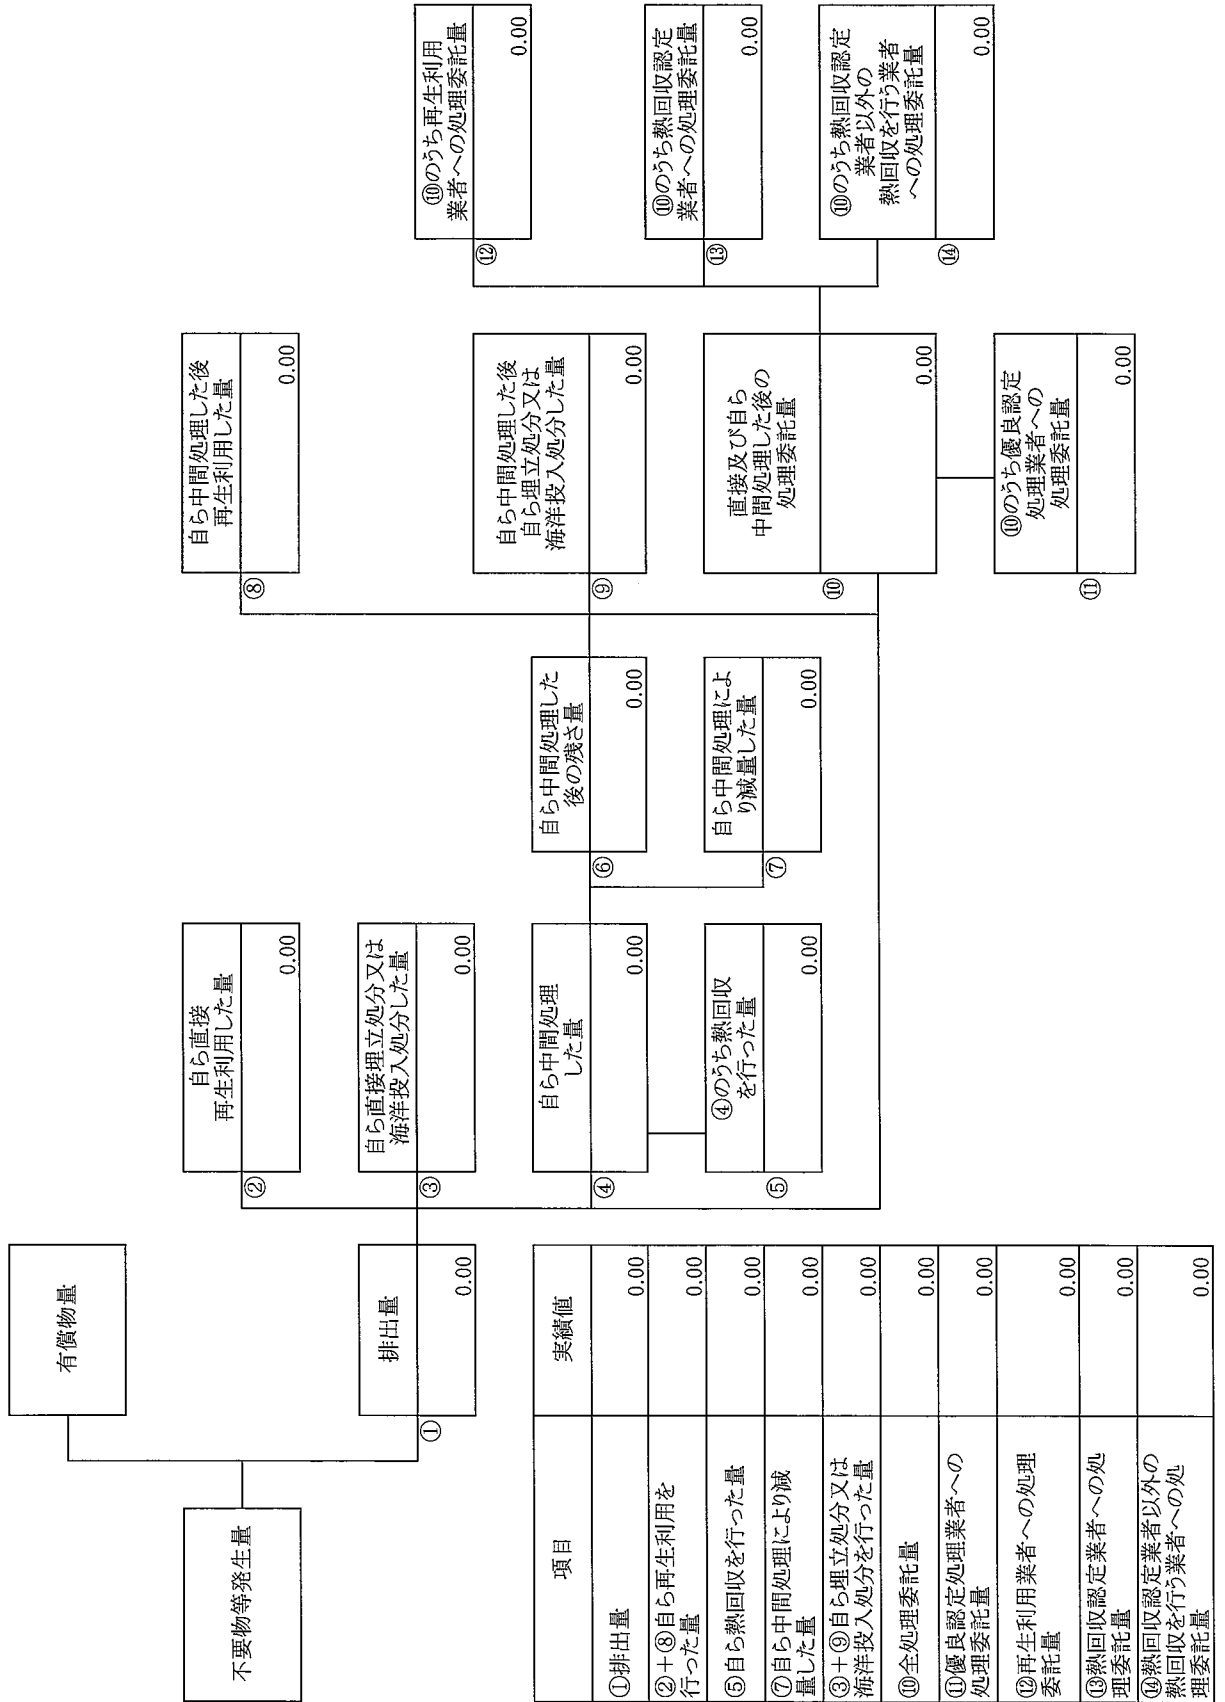 不要物等発生量
有償物量
排出量
①
0.00
自ら直接
再生利用した量
②
0.00
自ら直接埋立処分又は
海洋投入処分した量
③
0.00
自ら中間処理
した量
④
0.00
④のうち熱回収
を行った量
⑤
0.00
自ら中間処理した
後の残さ量
⑥
0.00
自ら中間処理によ
り減量した量
⑦
0.00
自ら中間処理した後
再生利用した量
⑧
0.00
自ら中間処理した後
自ら埋立処分又は
海洋投入処分した量
⑨
0.00
直接及び自ら
中間処理した後の
処理委託量
⑩
0.00
⑩のうち優良認定
処理業者への
処理委託量
⑪
0.00
⑩のうち再生利用
業者への処理委託量
⑫
0.00
⑩のうち熱回収認定
業者への処理委託量
⑬
0.00
⑩のうち熱回収認定
業者以外の
熱回収を行う業者
への処理委託量
⑭
0.00
項目 実績値
①排出量 0.00
②+⑧自ら再生利用を
行った量 0.00
⑤自ら熱回収を行った量 0.00
⑦自ら中間処理により減
量した量 0.00
③+⑨自ら埋立処分又は
海洋投入処分を行った量 0.00
⑩全処理委託量 0.00
⑪優良認定処理業者への
処理委託量 0.00
⑫再生利用業者への処理
委託量 0.00
⑬熱回収認定業者への処
理委託量 0.00
⑭熱回収認定業者以外の
熱回収を行う業者への処
理委託量 0.00